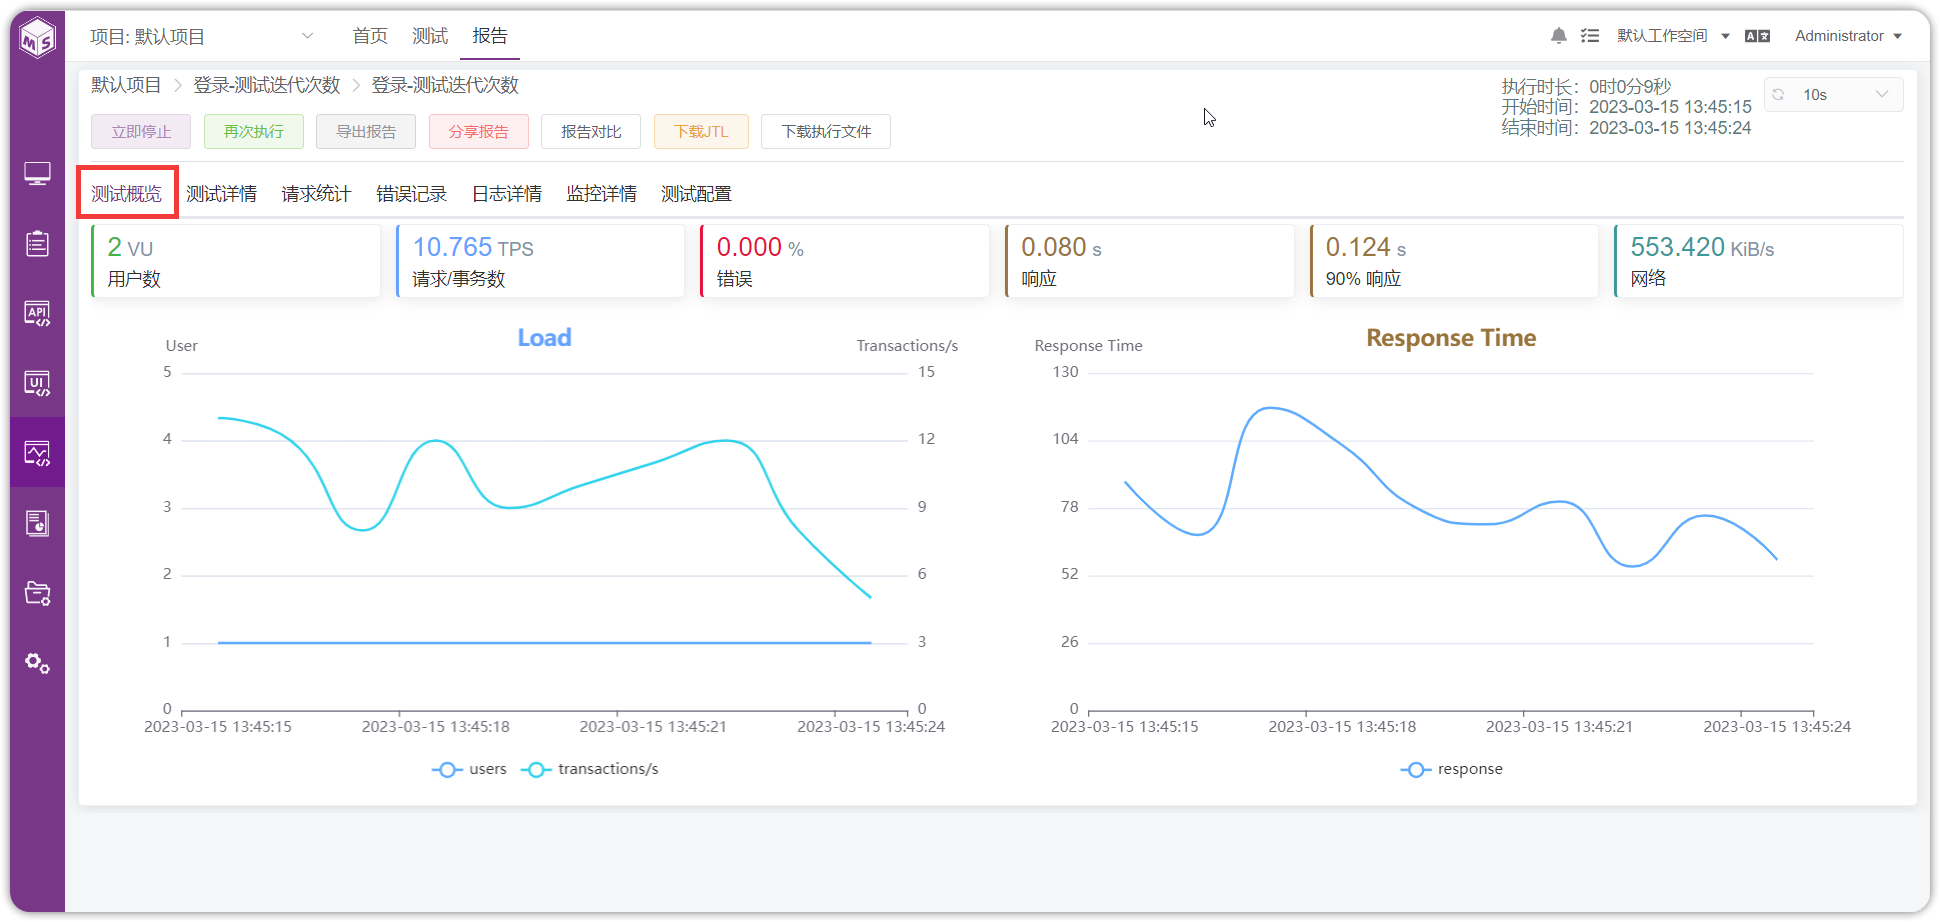 MS
项目: 默认项目
首页
测试
报告
默认工作空间
Administrator
默认项目 > 登录-测试迭代次数 > 登录-测试迭代次数
执行时长: 0时0分9秒
开始时间: 2023-03-15 13:45:15
结束时间: 2023-03-15 13:45:24
10s
立即停止
再次执行
导出报告
分享报告
报告对比
下载JTL
下载执行文件
API
UI
测试概览
测试详情
请求统计
错误记录
日志详情
监控详情
测试配置
2 VU
用户数
10.765 TPS
请求/事务数
0.000 %
错误
0.080 s
响应
0.124 s
90% 响应
553.420 KiB/s
网络
Load
User
Transactions/s
5
4
3
2
1
0
15
12
9
6
3
0
2023-03-15 13:45:15
2023-03-15 13:45:18
2023-03-15 13:45:21
2023-03-15 13:45:24
users
transactions/s
Response Time
Response Time
130
104
78
52
26
0
2023-03-15 13:45:15
2023-03-15 13:45:18
2023-03-15 13:45:21
2023-03-15 13:45:24
response